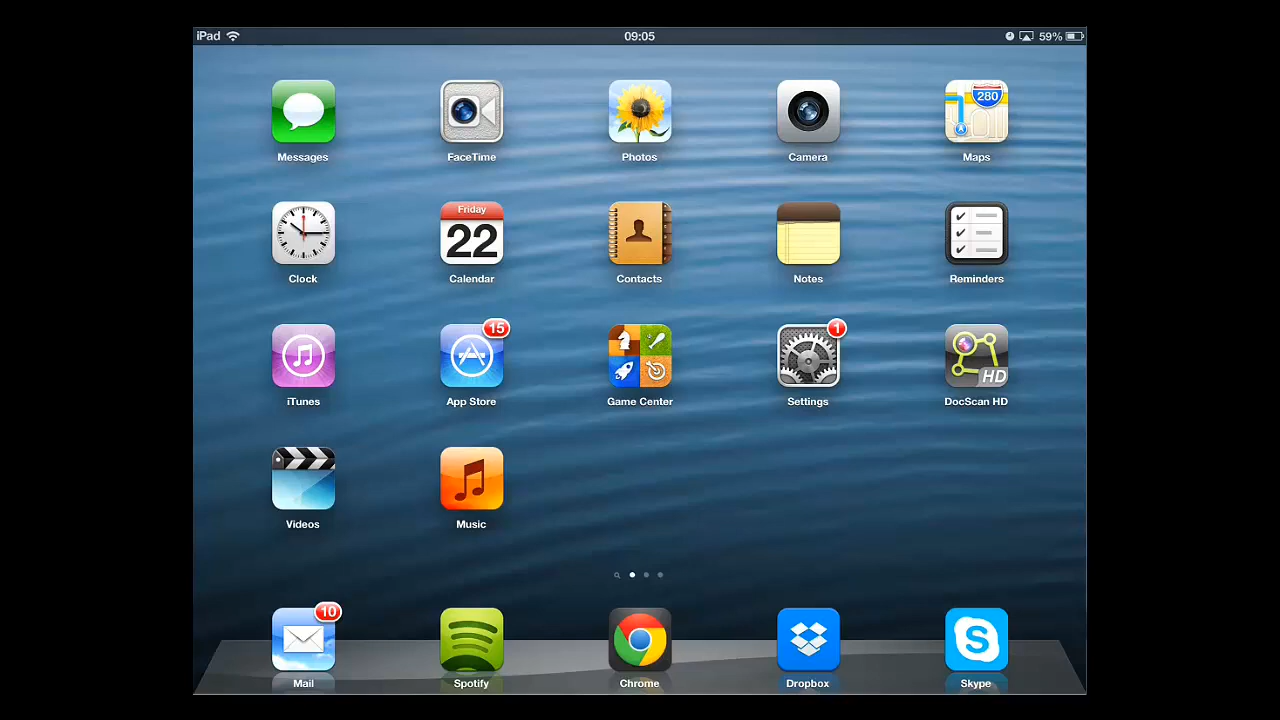 iPad 09:05 59%
280
Messages FaceTime Photos Camera Maps
Friday
22
Clock Calendar Contacts Notes Reminders
15 1
HD
iTunes App Store Game Center Settings DocScan HD
Videos Music
10
S
Mail Spotify Chrome Dropbox Skype